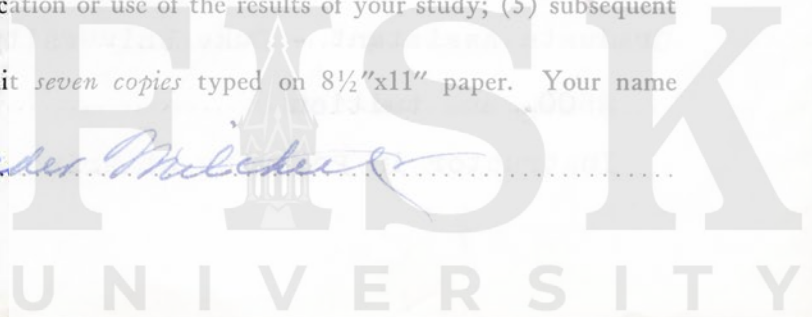 cation or use of the results of your study; (5) subsequent
it seven copies typed on 8½″x11″ paper. Your name
FISK
UNIVERSITY